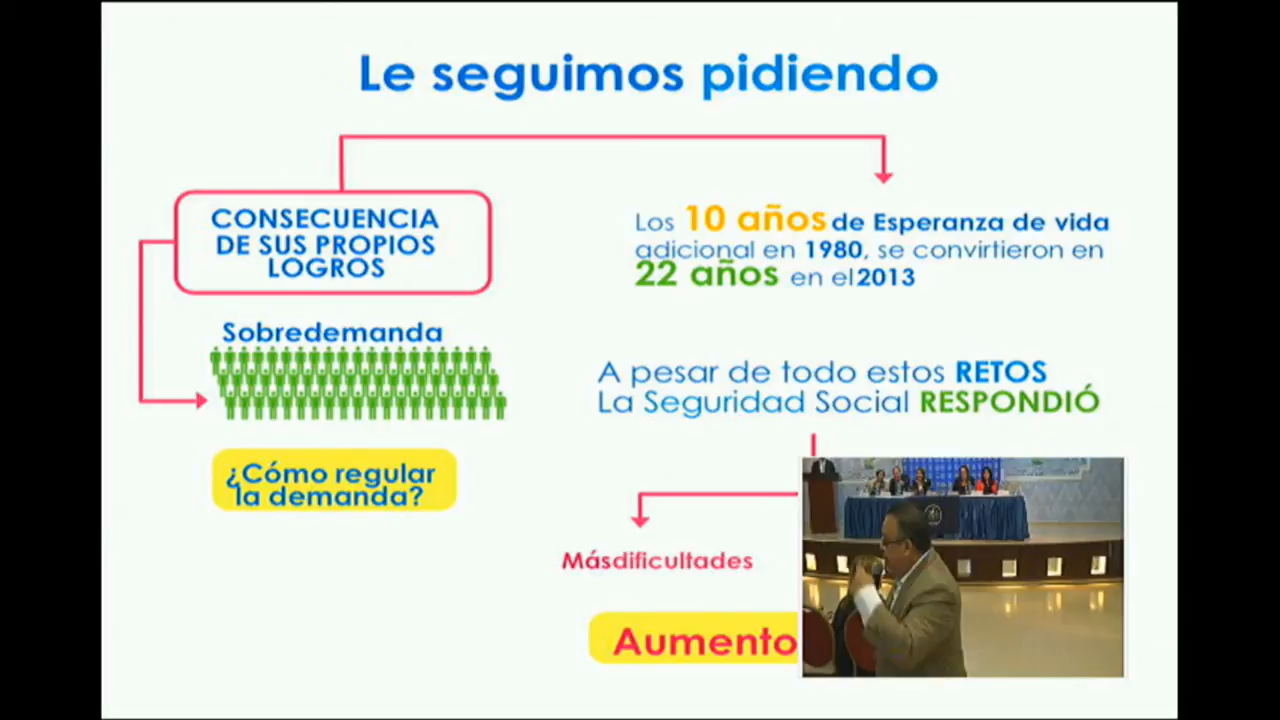 Le seguimos pidiendo
CONSECUENCIA
DE SUS PROPIOS
LOGROS
Sobredemanda
¿Cómo regular
la demanda?
Los 10 años de Esperanza de vida
adicional en 1980, se convirtieron en
22 años en el 2013
A pesar de todo estos RETOS
La Seguridad Social RESPONDIÓ
Másdificultades
Aumento